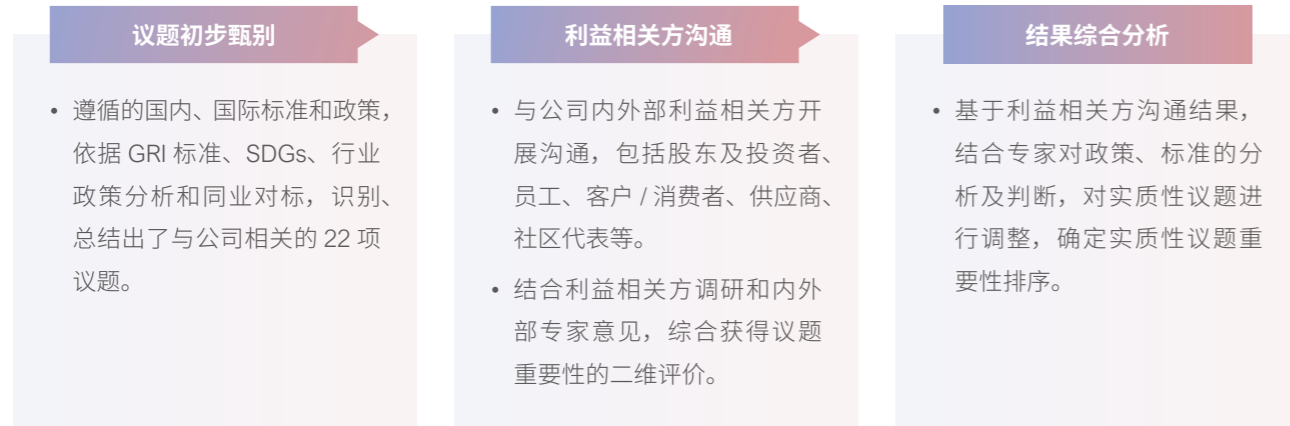 议题初步甄别
• 遵循的国内、国际标准和政策，
依据 GRI 标准、SDGs、行业
政策分析和同业对标，识别、
总结出了与公司相关的 22 项
议题。
利益相关方沟通
• 与公司内外部利益相关方开
展沟通，包括股东及投资者、
员工、客户 / 消费者、供应商、
社区代表等。
• 结合利益相关方调研和内外
部专家意见，综合获得议题
重要性的二维评价。
结果综合分析
• 基于利益相关方沟通结果，
结合专家对政策、标准的分
析及判断，对实质性议题进
行调整，确定实质性议题重
要性排序。